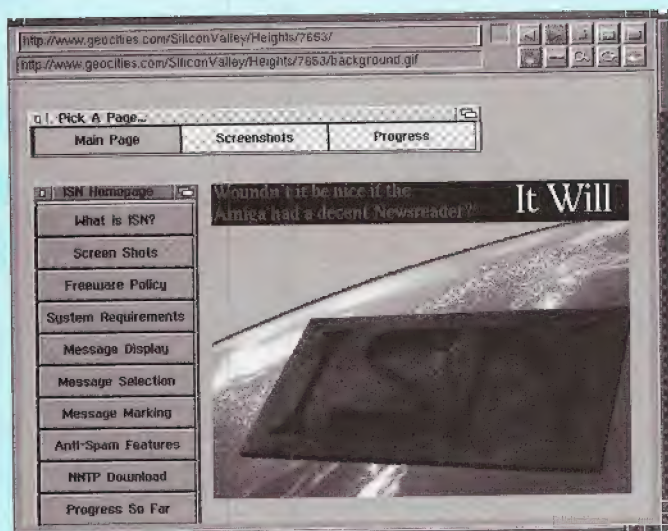 http://www.geocities.com/SiliconValley/Heights/7653/
http://www.geocities.com/SiliconValley/Heights/7653/background.gif
Pick A Page...
Main Page Screenshots Progress
ISN Homepage
What is ISN?
Screen Shots
Freeware Policy
System Requirements
Message Display
Message Selection
Message Marking
Anti-Spam Features
NNTP Download
Progress So Far
Woundn't it be nice if the
Amiga had a decent Newsreader?
It Will